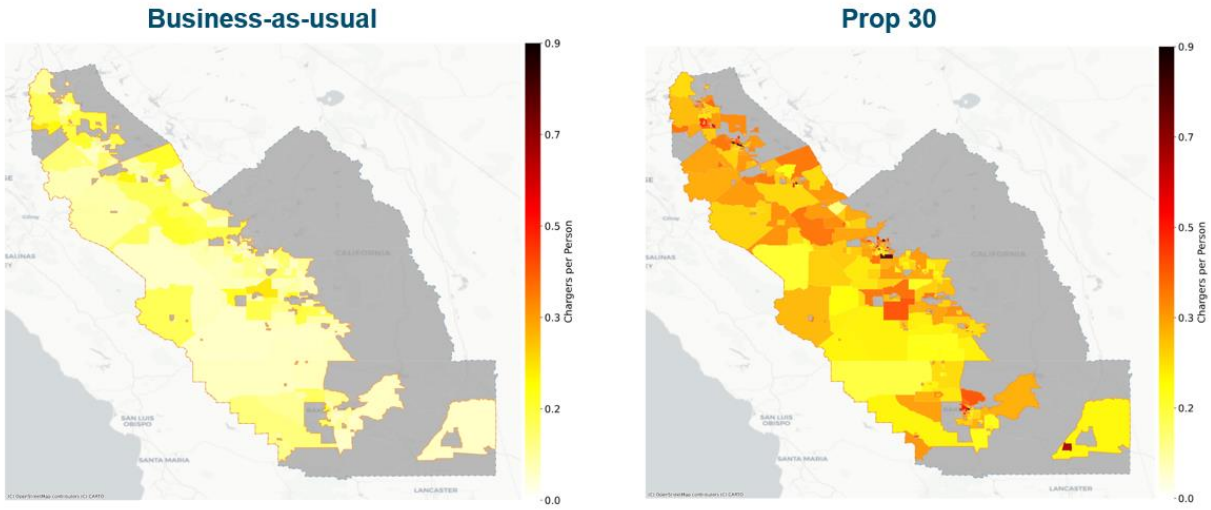 Business-as-usual
Prop 30
0.9
0.7
0.5
0.3
0.2
0.0
Chargers per Person
CALIFORNIA
SALINAS
SAN LUIS
OBISPO
SANTA MARIA
LANCASTER
(C) OpenStreetMap contributors (C) CARTO
0.9
0.7
0.5
0.3
0.2
0.0
Chargers per Person
CALIFORNIA
SALINAS
SAN LUIS
OBISPO
SANTA MARIA
LANCASTER
(C) OpenStreetMap contributors (C) CARTO